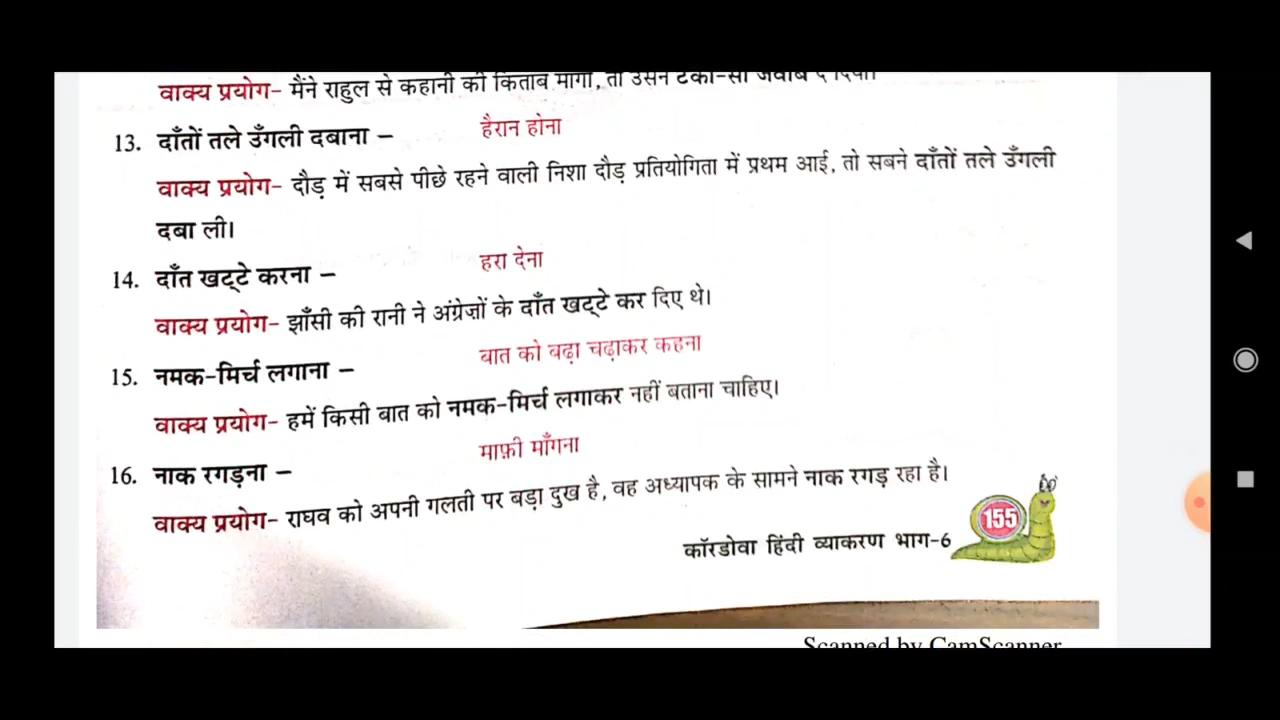 वाक्य प्रयोग- मैंने राहुल से कहानी की किताब माँगी, तो उसने टका-सा जवाब दे दिया।
13. दाँतों तले उँगली दबाना – हैरान होना
वाक्य प्रयोग- दौड़ में सबसे पीछे रहने वाली निशा दौड़ प्रतियोगिता में प्रथम आई, तो सबने दाँतों तले उँगली
दबा ली।
14. दाँत खट्टे करना – हरा देना
वाक्य प्रयोग- झाँसी की रानी ने अंग्रेज़ों के दाँत खट्टे कर दिए थे।
15. नमक-मिर्च लगाना – बात को बढ़ा चढ़ाकर कहना
वाक्य प्रयोग- हमें किसी बात को नमक-मिर्च लगाकर नहीं बताना चाहिए।
16. नाक रगड़ना – माफ़ी माँगना
वाक्य प्रयोग- राघव को अपनी गलती पर बड़ा दुख है, वह अध्यापक के सामने नाक रगड़ रहा है।
155
कॉरडोवा हिंदी व्याकरण भाग-6
Scanned by CamScanner